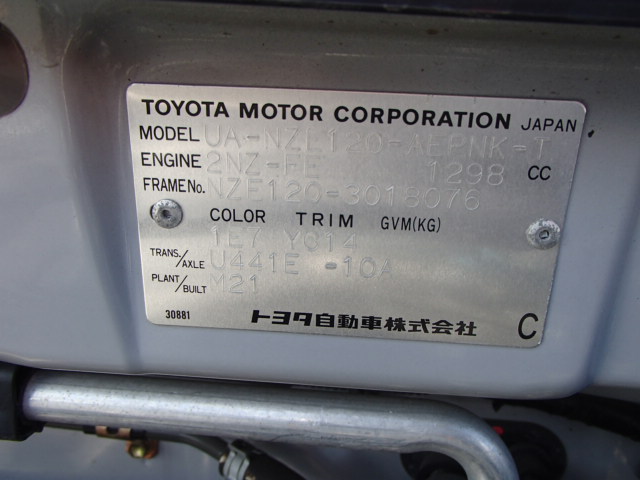 TOYOTA MOTOR CORPORATION JAPAN
MODEL UA-NZE120-AEPNK-T
ENGINE 2NZ-FE 1298 CC
FRAME No. NZE120-3018076
COLOR TRIM GVM(KG)
1E7 YC14
TRANS./AXLE U441E -10A
PLANT/BUILT M21
30881 トヨタ自動車株式会社 C